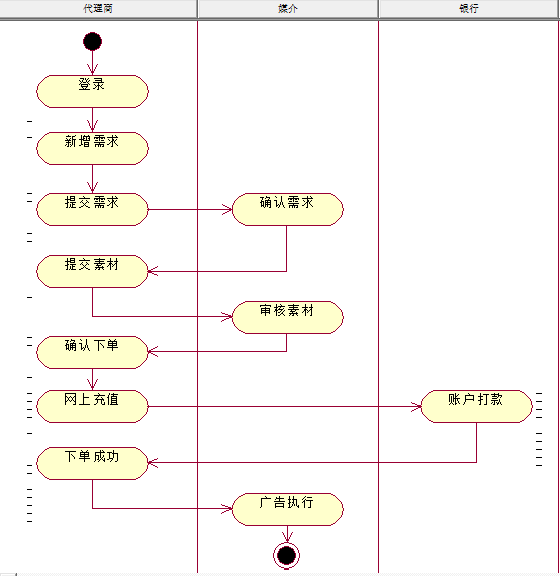 代理商 媒介 银行
登录
新增需求
提交需求 确认需求
提交素材
审核素材
确认下单
网上充值 账户打款
下单成功
广告执行